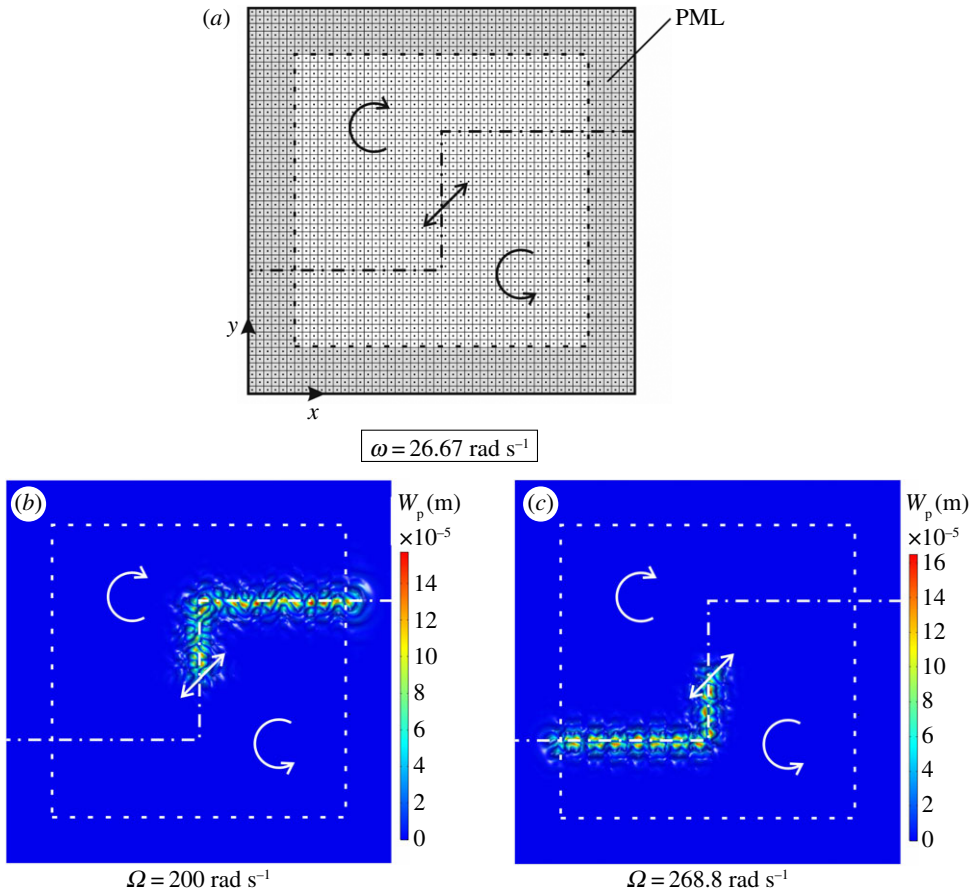 (a)
PML
y
x
ω = 26.67 rad s⁻¹
(b)
W_p (m)
×10⁻⁵
14
12
10
8
6
4
2
0
Ω = 200 rad s⁻¹
(c)
W_p (m)
×10⁻⁵
16
14
12
10
8
6
4
2
0
Ω = 268.8 rad s⁻¹